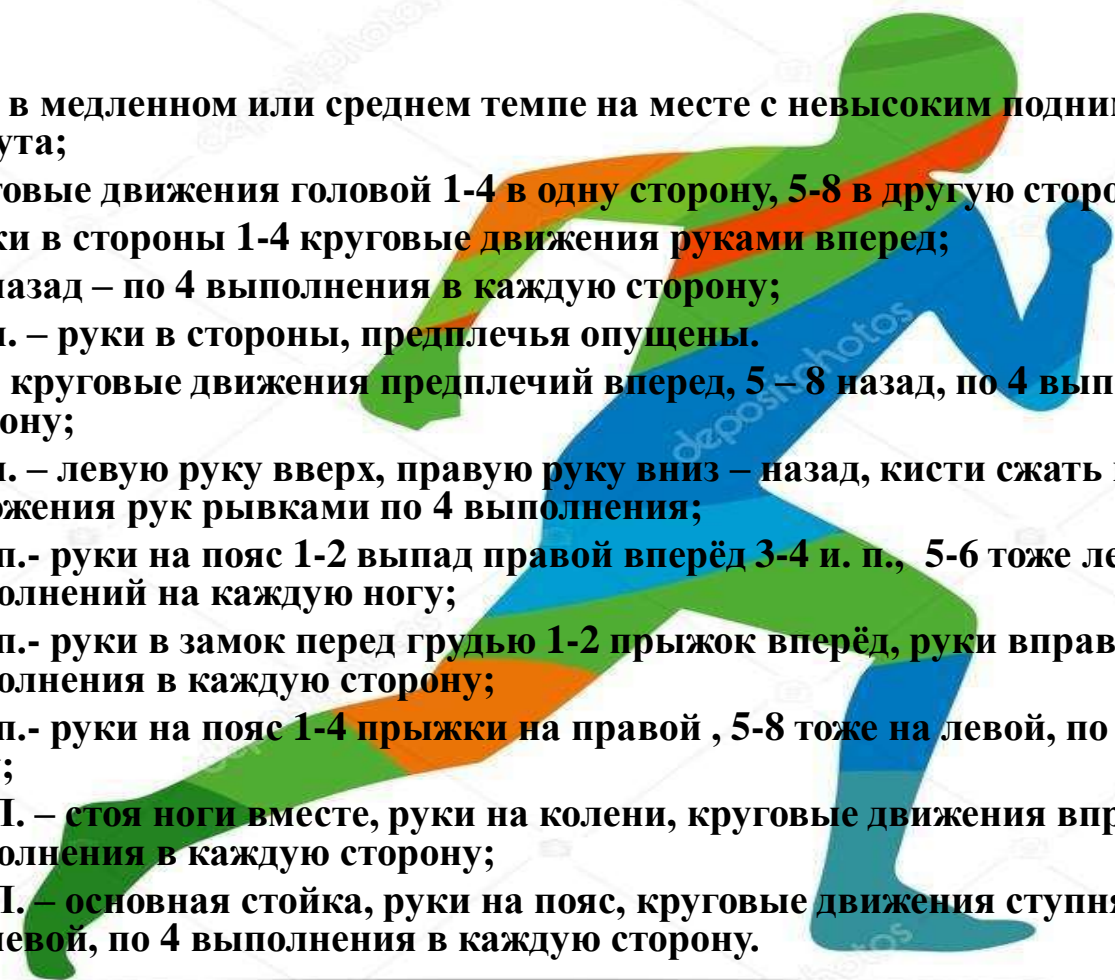 в медленном или среднем темпе на месте с невысоким подним
ута;
говые движения головой 1-4 в одну сторону, 5-8 в другую сторо
ки в стороны 1-4 круговые движения руками вперед;
назад – по 4 выполнения в каждую сторону;
п. – руки в стороны, предплечья опущены.
круговые движения предплечий вперед, 5 – 8 назад, по 4 вып
ону;
п. – левую руку вверх, правую руку вниз – назад, кисти сжать
ожения рук рывками по 4 выполнения;
п.- руки на пояс 1-2 выпад правой вперёд 3-4 и. п., 5-6 тоже ле
олнений на каждую ногу;
п.- руки в замок перед грудью 1-2 прыжок вперёд, руки вправ
олнения в каждую сторону;
п.- руки на пояс 1-4 прыжки на правой , 5-8 тоже на левой, по
;
П. – стоя ноги вместе, руки на колени, круговые движения впр
олнения в каждую сторону;
П. – основная стойка, руки на пояс, круговые движения ступня
левой, по 4 выполнения в каждую сторону.
depositphotos
depositphotos